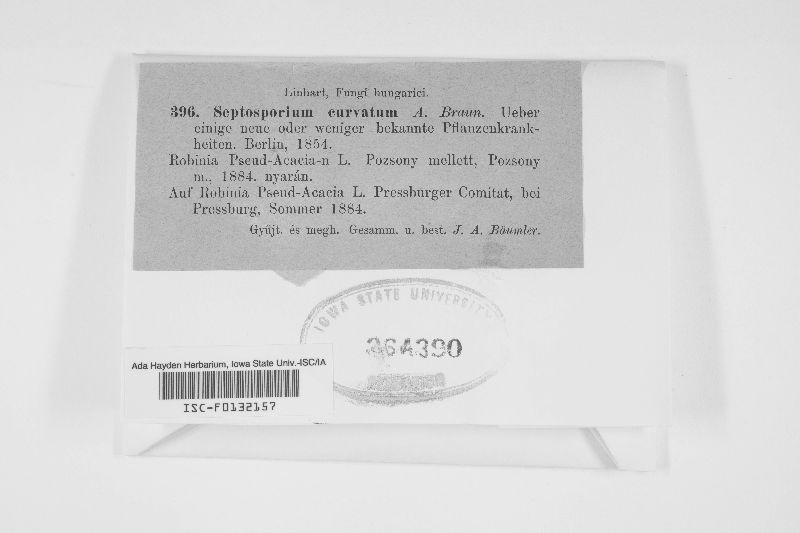 Linhart, Fungi hungarici.
396. Septosporium curvatum A. Braun. Ueber
einige neue oder weniger bekannte Pflanzenkrank-
heiten. Berlin, 1854.
Robinia Pseud-Acacia-n L. Pozsony mellett, Pozsony
m., 1884. nyarán.
Auf Robinia Pseud-Acacia L. Pressburger Comitat, bei
Pressburg, Sommer 1884.
Gyűjt. és megh. Gesamm. u. best. J. A. Bäumler.
IOWA STATE UNIVERSITY
364390
Ada Hayden Herbarium, Iowa State Univ.-ISC/IA
ISC-F0132157